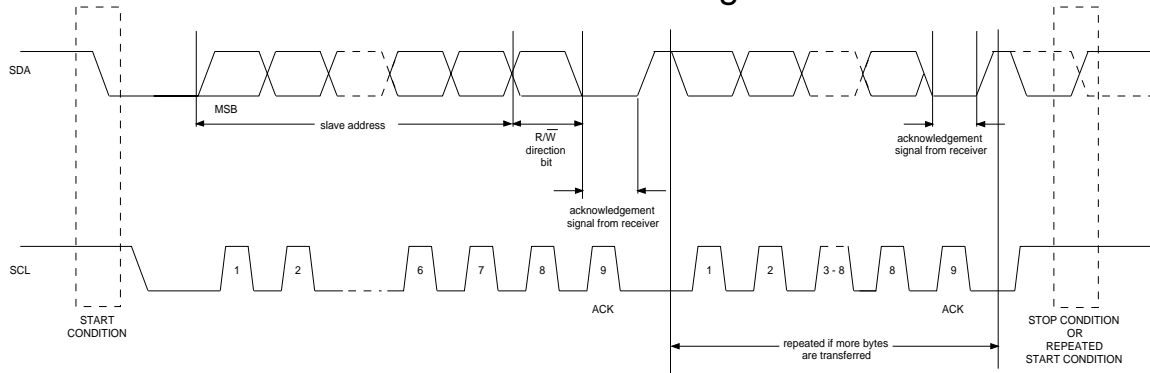 SDA
MSB
slave address
R/W̅
direction
bit
acknowledgement
signal from receiver
acknowledgement
signal from receiver
SCL
1
2
6
7
8
9
1
2
3 - 8
8
9
ACK
ACK
START
CONDITION
repeated if more bytes
are transferred
STOP CONDITION
OR
REPEATED
START CONDITION